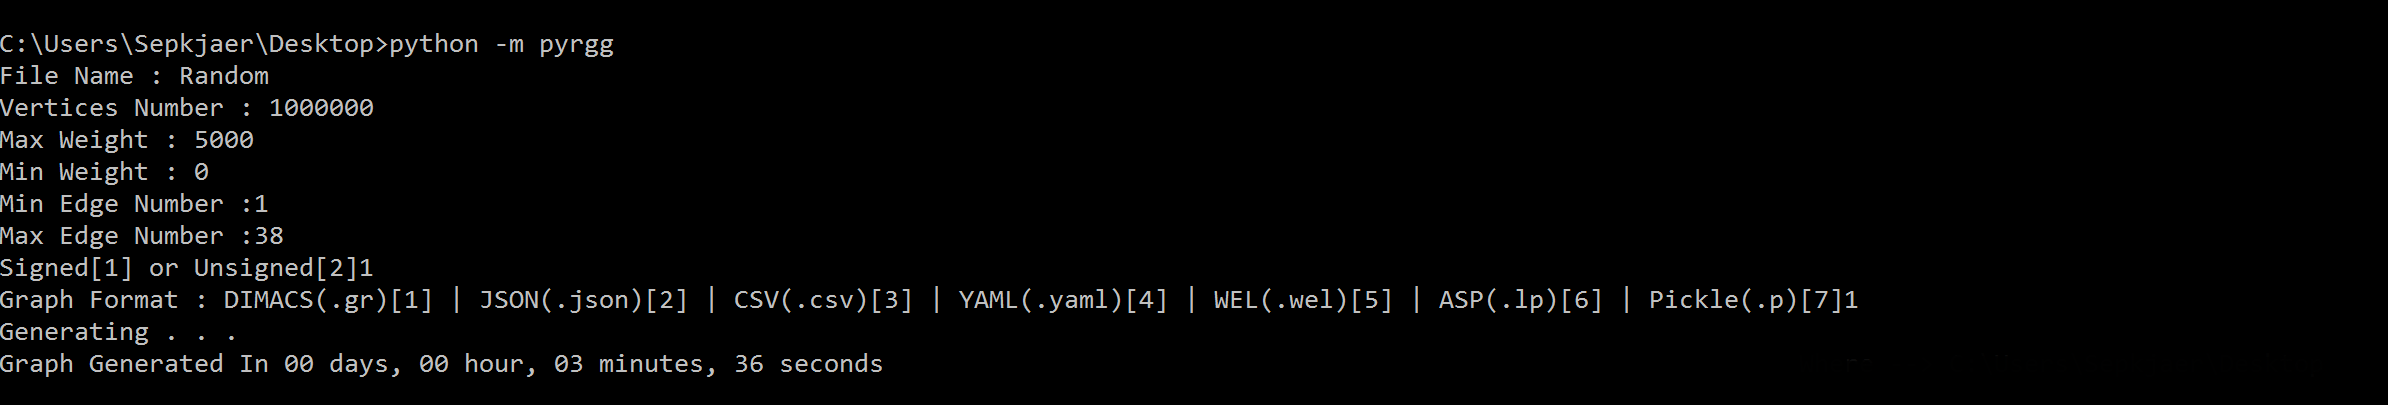 C:\Users\Sepkjaer\Desktop>python -m pyrgg
File Name : Random
Vertices Number : 1000000
Max Weight : 5000
Min Weight : 0
Min Edge Number :1
Max Edge Number :38
Signed[1] or Unsigned[2]1
Graph Format : DIMACS(.gr)[1] | JSON(.json)[2] | CSV(.csv)[3] | YAML(.yaml)[4] | WEL(.wel)[5] | ASP(.lp)[6] | Pickle(.p)[7]1
Generating . . .
Graph Generated In 00 days, 00 hour, 03 minutes, 36 seconds